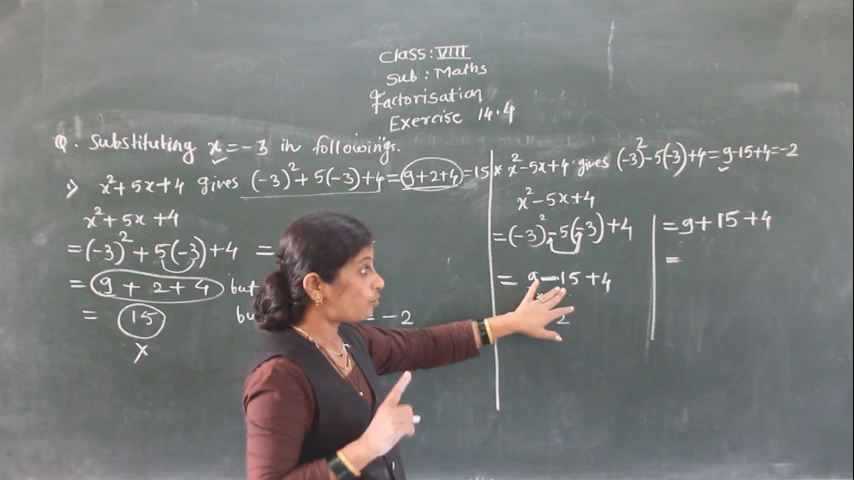 Class: VIII
Sub: Maths
Factorisation
Exercise 14.4
Q. Substituting x = -3 in followings.
1) x² + 5x + 4 gives (-3)² + 5(-3) + 4 = 9 + 2 + 4 = 15
x² + 5x + 4
= (-3)² + 5(-3) + 4 =
= 9 + 2 + 4 but
= 15 = -2
X
* x² - 5x + 4 gives (-3)² - 5(-3) + 4 = 9 - 15 + 4 = -2
x² - 5x + 4
= (-3)² - 5(-3) + 4
= 9 - 15 + 4
2
= 9 + 15 + 4
=